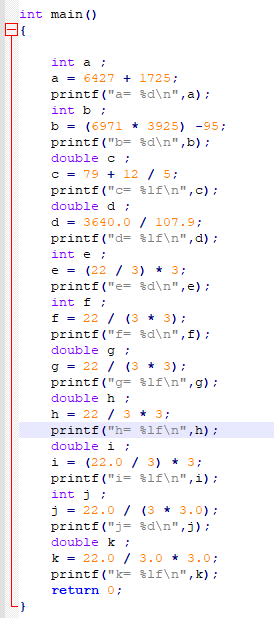 int main()
{
int a ;
a = 6427 + 1725;
printf("a= %d\n",a);
int b ;
b = (6971 * 3925) -95;
printf("b= %d\n",b);
double c ;
c = 79 + 12 / 5;
printf("c= %lf\n",c);
double d ;
d = 3640.0 / 107.9;
printf("d= %lf\n",d);
int e ;
e = (22 / 3) * 3;
printf("e= %d\n",e);
int f ;
f = 22 / (3 * 3);
printf("f= %d\n",f);
double g ;
g = 22 / (3 * 3);
printf("g= %lf\n",g);
double h ;
h = 22 / 3 * 3;
printf("h= %lf\n",h);
double i ;
i = (22.0 / 3) * 3;
printf("i= %lf\n",i);
int j ;
j = 22.0 / (3 * 3.0);
printf("j= %d\n",j);
double k ;
k = 22.0 / 3.0 * 3.0;
printf("k= %lf\n",k);
return 0;
}